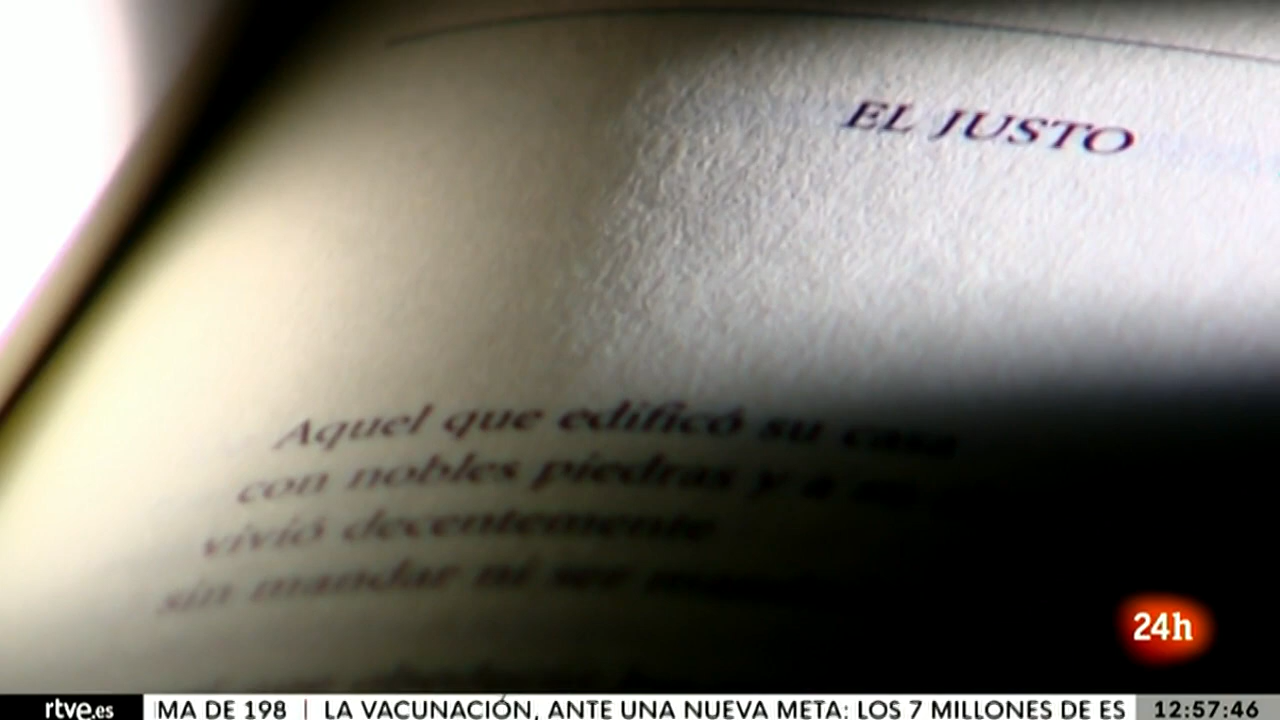 EL JUSTO
Aquel que edificó su casa
con nobles piedras y a
vivió decentemente
sin mandar ni ser
24h
rtve.es MA DE 198 | LA VACUNACIÓN, ANTE UNA NUEVA META: LOS 7 MILLONES DE ES 12:57:46